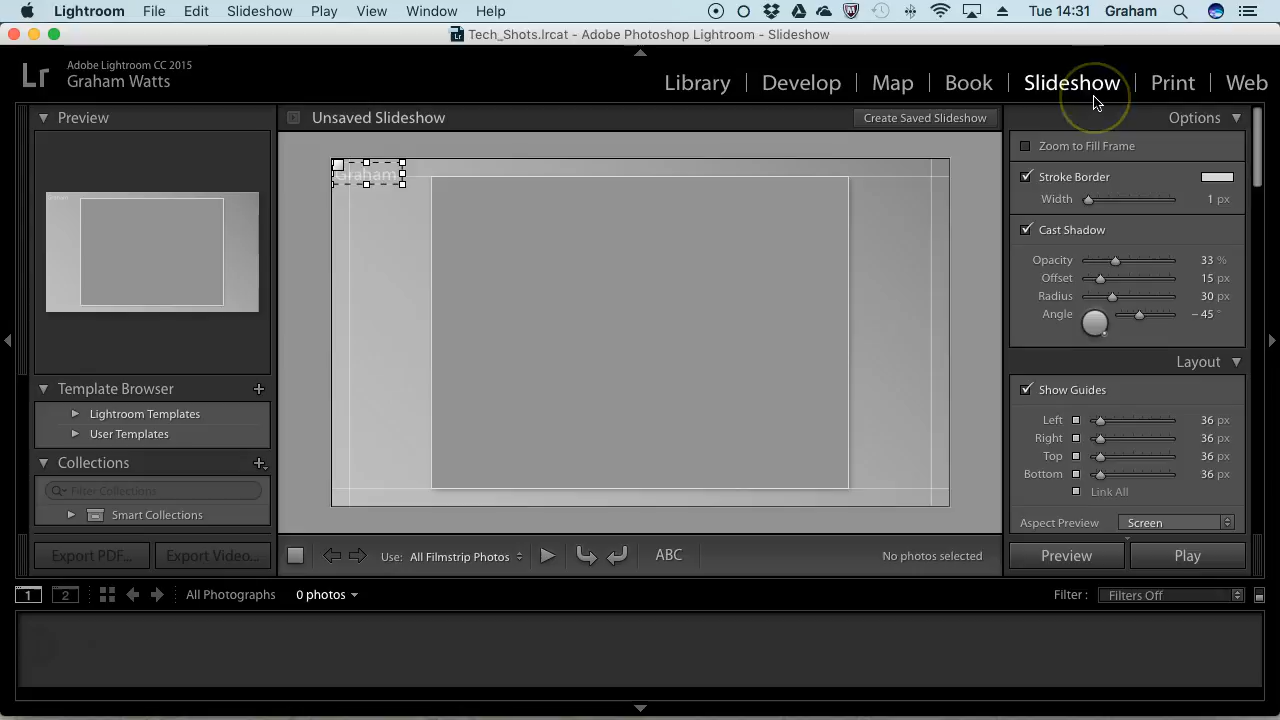 Lightroom File Edit Slideshow Play View Window Help Tue 14:31 Graham
Tech_Shots.lrcat - Adobe Photoshop Lightroom - Slideshow
Lr Adobe Lightroom CC 2015
Graham Watts
Library Develop Map Book Slideshow Print Web
Preview
Unsaved Slideshow
Create Saved Slideshow
Options
Zoom to Fill Frame
Graham
Stroke Border
Width 1 px
Cast Shadow
Opacity 33 %
Offset 15 px
Radius 30 px
Angle - 45 °
Layout
Template Browser
Show Guides
Lightroom Templates
Left 36 px
User Templates
Right 36 px
Top 36 px
Collections
Bottom 36 px
Filter Collections
Link All
Smart Collections
Aspect Preview Screen
Export PDF... Export Video...
Use: All Filmstrip Photos
ABC
No photos selected
Preview Play
1 2
All Photographs 0 photos
Filter : Filters Off